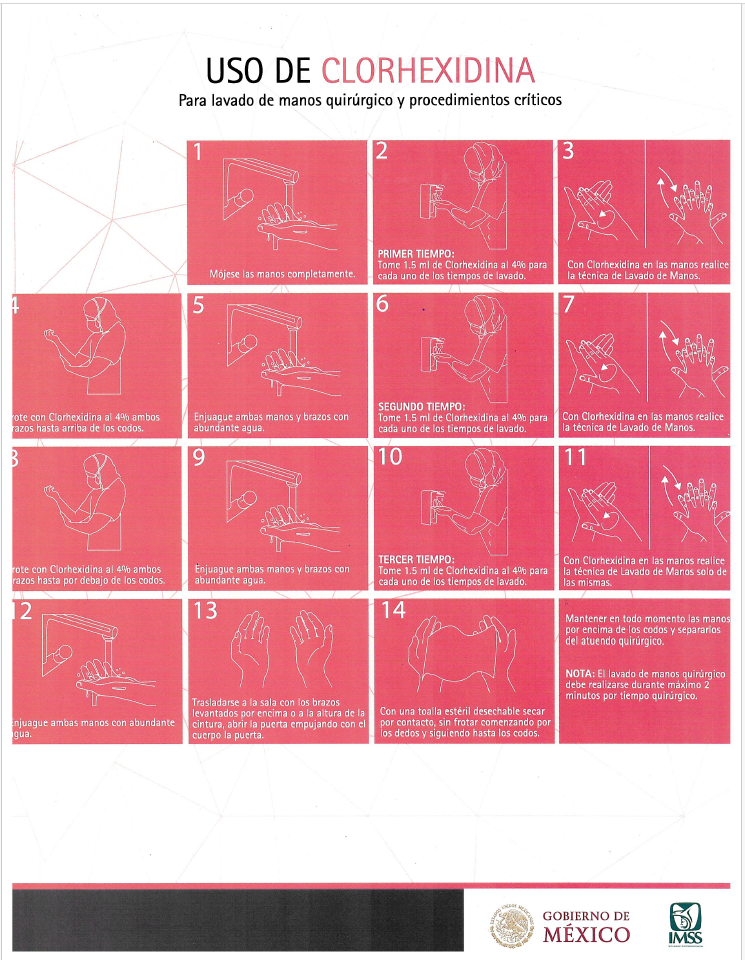 USO DE CLORHEXIDINA
Para lavado de manos quirúrgico y procedimientos críticos
1
Mójese las manos completamente.
2
PRIMER TIEMPO:
Tome 1.5 ml de Clorhexidina al 4% para
cada uno de los tiempos de lavado.
3
Con Clorhexidina en las manos realice
la técnica de Lavado de Manos.
4
rote con Clorhexidina al 4% ambos
razos hasta arriba de los codos.
5
Enjuague ambas manos y brazos con
abundante agua.
6
SEGUNDO TIEMPO:
Tome 1.5 ml de Clorhexidina al 4% para
cada uno de los tiempos de lavado.
7
Con Clorhexidina en las manos realice
la técnica de Lavado de Manos.
8
rote con Clorhexidina al 4% ambos
razos hasta por debajo de los codos.
9
Enjuague ambas manos y brazos con
abundante agua.
10
TERCER TIEMPO:
Tome 1.5 ml de Clorhexidina al 4% para
cada uno de los tiempos de lavado.
11
Con Clorhexidina en las manos realice
la técnica de Lavado de Manos solo de
las mismas.
12
Enjuague ambas manos con abundante
agua.
13
Trasladarse a la sala con los brazos
levantados por encima o a la altura de la
cintura, abrir la puerta empujando con el
cuerpo la puerta.
14
Con una toalla estéril desechable secar
por contacto, sin frotar comenzando por
los dedos y siguiendo hasta los codos.
Mantener en todo momento las manos
por encima de los codos y separarlos
del atuendo quirúrgico.
NOTA: El lavado de manos quirúrgico
debe realizarse durante máximo 2
minutos por tiempo quirúrgico.
GOBIERNO DE
MÉXICO
IMSS